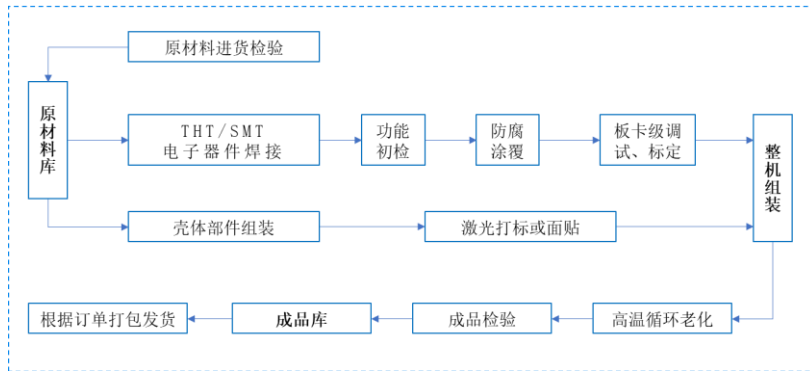 原材料进货检验
原材料库
THT/SMT
电子器件焊接
功能
初检
防腐
涂覆
板卡级调
试、标定
整机组装
壳体部件组装
激光打标或面贴
根据订单打包发货
成品库
成品检验
高温循环老化